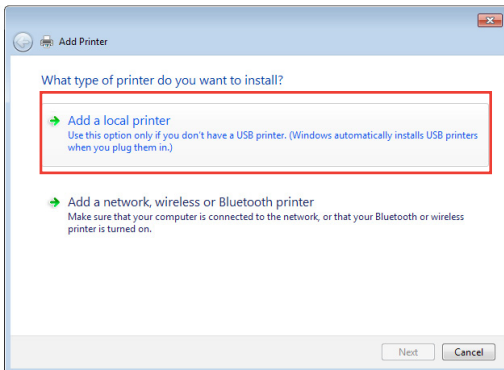 Add Printer
What type of printer do you want to install?
Add a local printer
Use this option only if you don't have a USB printer. (Windows automatically installs USB printers
when you plug them in.)
Add a network, wireless or Bluetooth printer
Make sure that your computer is connected to the network, or that your Bluetooth or wireless
printer is turned on.
Next
Cancel